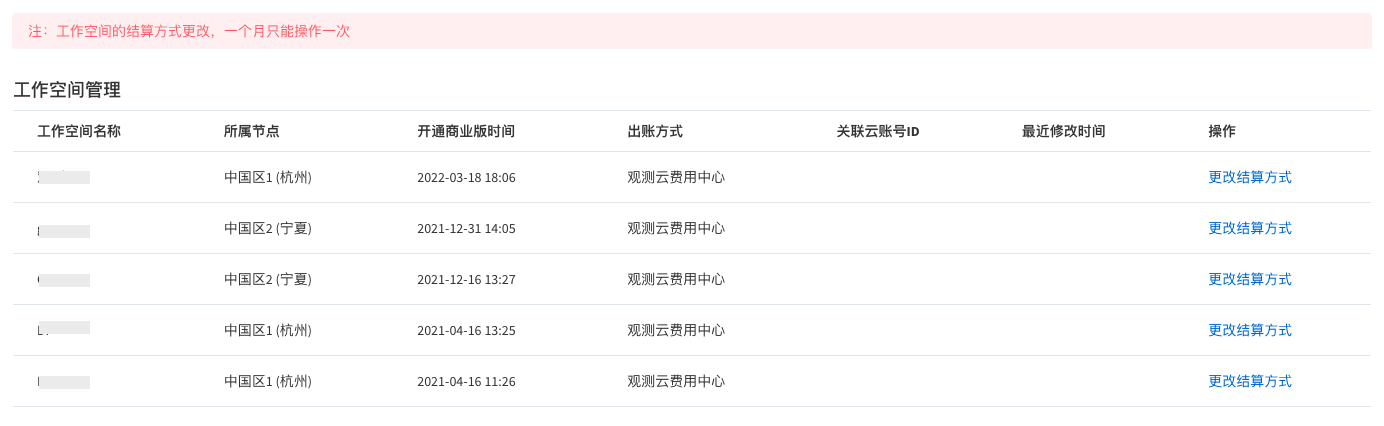 注：工作空间的结算方式更改，一个月只能操作一次
工作空间管理
工作空间名称 所属节点 开通商业版时间 出账方式 关联云账号ID 最近修改时间 操作
中国区1 (杭州) 2022-03-18 18:06 观测云费用中心 更改结算方式
中国区2 (宁夏) 2021-12-31 14:05 观测云费用中心 更改结算方式
中国区2 (宁夏) 2021-12-16 13:27 观测云费用中心 更改结算方式
中国区1 (杭州) 2021-04-16 13:25 观测云费用中心 更改结算方式
中国区1 (杭州) 2021-04-16 11:26 观测云费用中心 更改结算方式